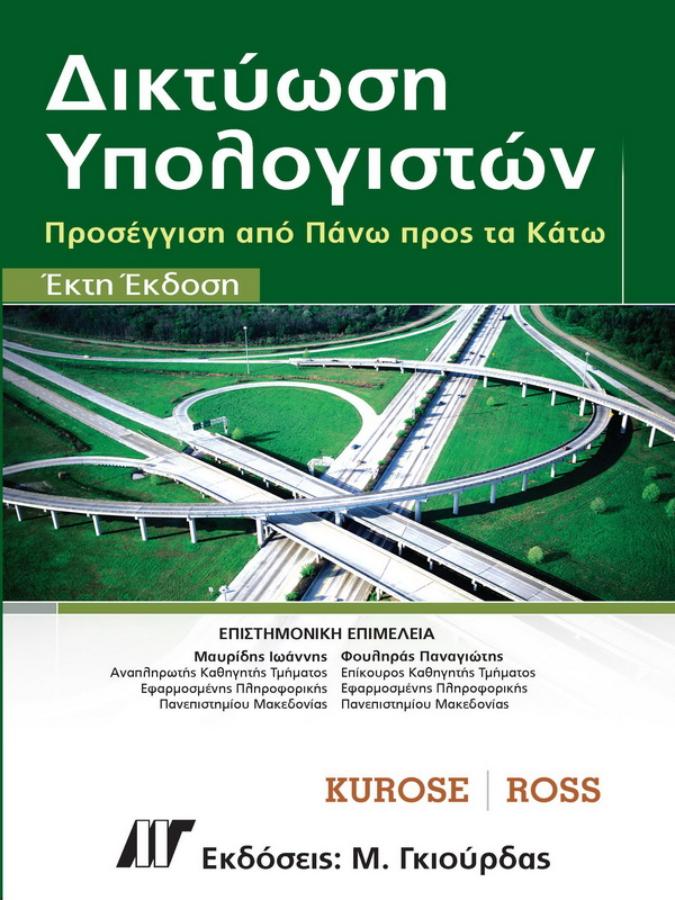 Δικτύωση
Υπολογιστών
Προσέγγιση από Πάνω προς τα Κάτω
Έκτη Έκδοση
ΕΠΙΣΤΗΜΟΝΙΚΗ ΕΠΙΜΕΛΕΙΑ
Μαυρίδης Ιωάννης Φουληράς Παναγιώτης
Αναπληρωτής Καθηγητής Τμήματος Επίκουρος Καθηγητής Τμήματος
Εφαρμοσμένης Πληροφορικής Εφαρμοσμένης Πληροφορικής
Πανεπιστημίου Μακεδονίας Πανεπιστημίου Μακεδονίας
KUROSE | ROSS
Εκδόσεις: Μ. Γκιούρδας